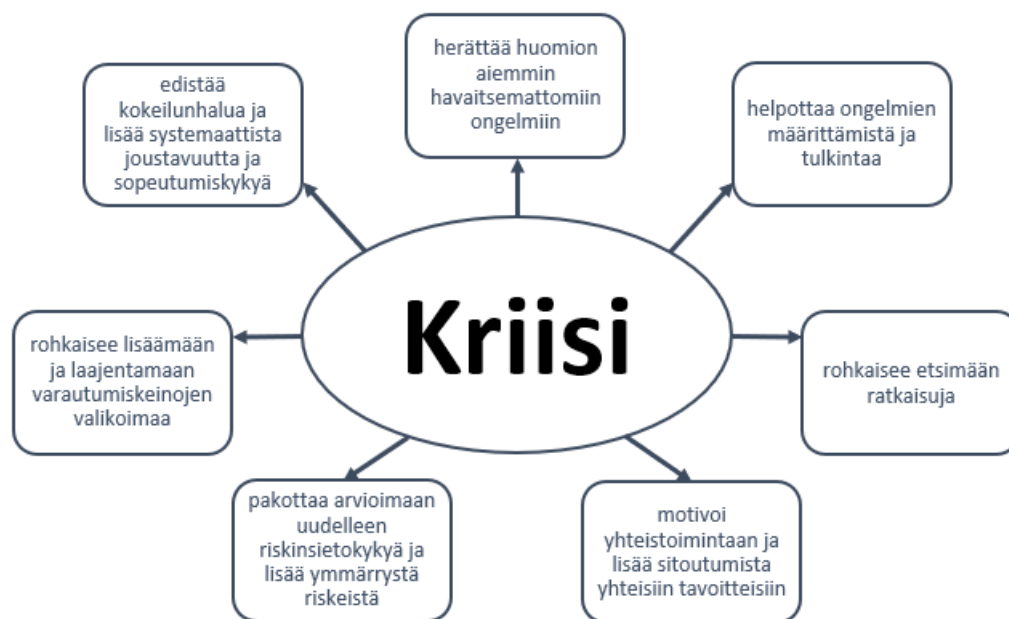 herättää huomion
aiemmin
havaitsemattomiin
ongelmiin
helpottaa ongelmien
määrittämistä ja
tulkintaa
rohkaisee etsimään
ratkaisuja
motivoi
yhteistoimintaan ja
lisää sitoutumista
yhteisiin tavoitteisiin
pakottaa arvioimaan
uudelleen
riskinsietokykyä ja
lisää ymmärrystä
riskeistä
rohkaisee lisäämään
ja laajentamaan
varautumiskeinojen
valikoimaa
edistää
kokeilunhalua ja
lisää systemaattista
joustavuutta ja
sopeutumiskykyä
Kriisi